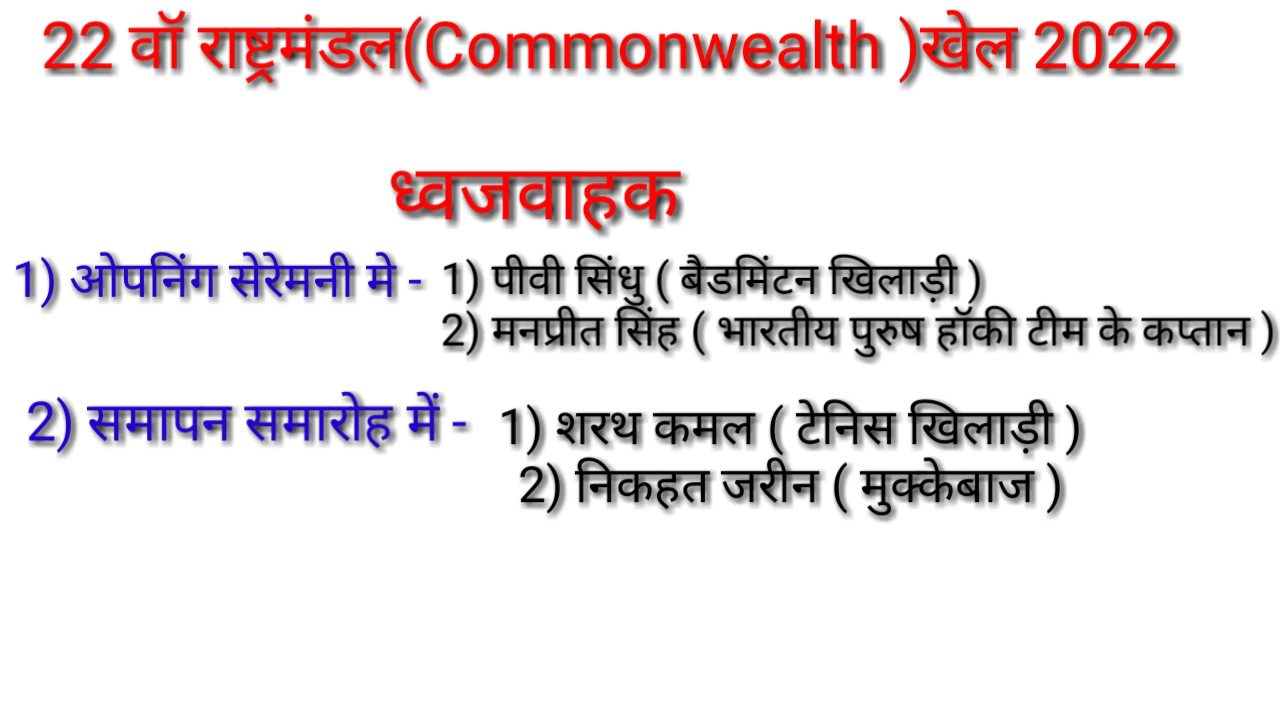 22 वॉ राष्ट्रमंडल(Commonwealth )खेल 2022
ध्वजवाहक
1) ओपनिंग सेरेमनी मे - 1) पीवी सिंधु ( बैडमिंटन खिलाड़ी )
2) मनप्रीत सिंह ( भारतीय पुरुष हॉकी टीम के कप्तान )
2) समापन समारोह में - 1) शरथ कमल ( टेनिस खिलाड़ी )
2) निकहत जरीन ( मुक्केबाज )